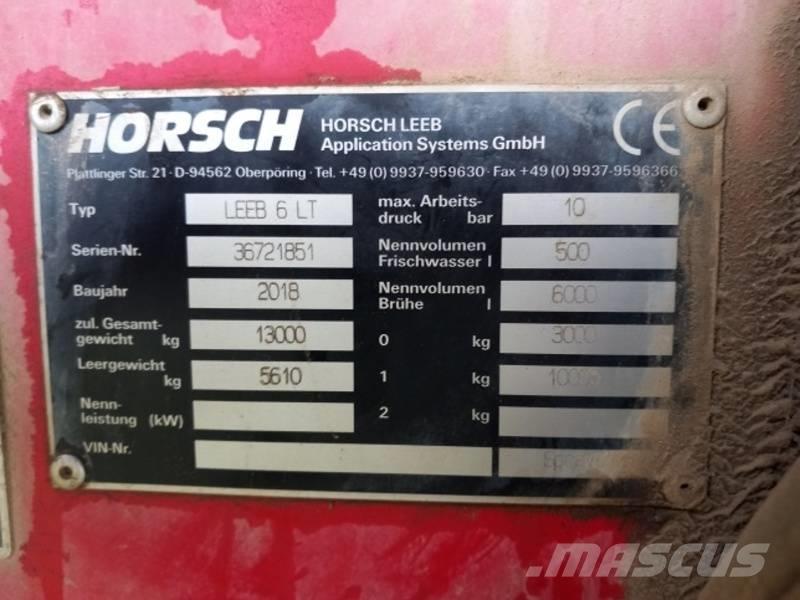 HORSCH
HORSCH LEEB
Application Systems GmbH
CE
Plattlinger Str. 21 · D-94562 Oberpöring · Tel. +49 (0) 9937-959630 · Fax +49 (0) 9937-9596366
Typ LEEB 6 LT
max. Arbeits-
druck bar 10
Serien-Nr. 36721851
Nennvolumen
Frischwasser l 500
Baujahr 2018
Nennvolumen
Brühe l 6000
zul. Gesamt-
gewicht kg 13000
0 kg 3000
Leergewicht
kg 5610
1 kg 10000
Nenn-
leistung (kW)
2 kg
VIN-Nr.
MASCUS